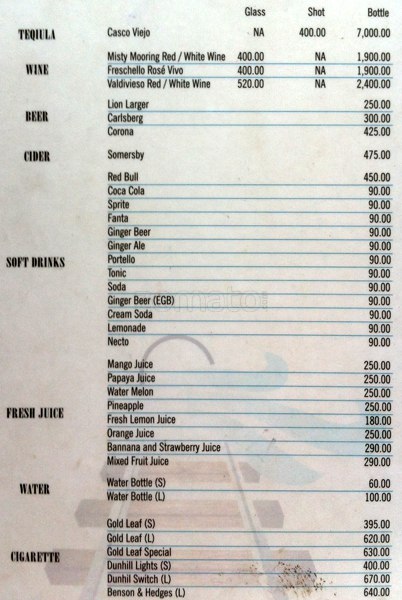 Glass Shot Bottle
TEQIULA Casco Viejo NA 400.00 7,000.00
Misty Mooring Red / White Wine 400.00 NA 1,900.00
WINE Freschello Rosé Vivo 400.00 NA 1,900.00
Valdivieso Red / White Wine 520.00 NA 2,400.00
Lion Larger 250.00
BEER Carlsberg 300.00
Corona 425.00
CIDER Somersby 475.00
Red Bull 450.00
Coca Cola 90.00
Sprite 90.00
Fanta 90.00
Ginger Beer 90.00
Ginger Ale 90.00
SOFT DRINKS Portello 90.00
Tonic 90.00
Soda 90.00
Ginger Beer (EGB) 90.00
Cream Soda 90.00
Lemonade 90.00
Necto 90.00
Mango Juice 250.00
Papaya Juice 250.00
Water Melon 250.00
Pineapple 250.00
FRESH JUICE Fresh Lemon Juice 180.00
Orange Juice 250.00
Bannana and Strawberry Juice 290.00
Mixed Fruit Juice 290.00
WATER Water Bottle (S) 60.00
Water Bottle (L) 100.00
Gold Leaf (S) 395.00
Gold Leaf (L) 620.00
CIGARETTE Gold Leaf Special 630.00
Dunhill Lights (S) 400.00
Dunhil Switch (L) 670.00
Benson & Hedges (L) 640.00
zomato